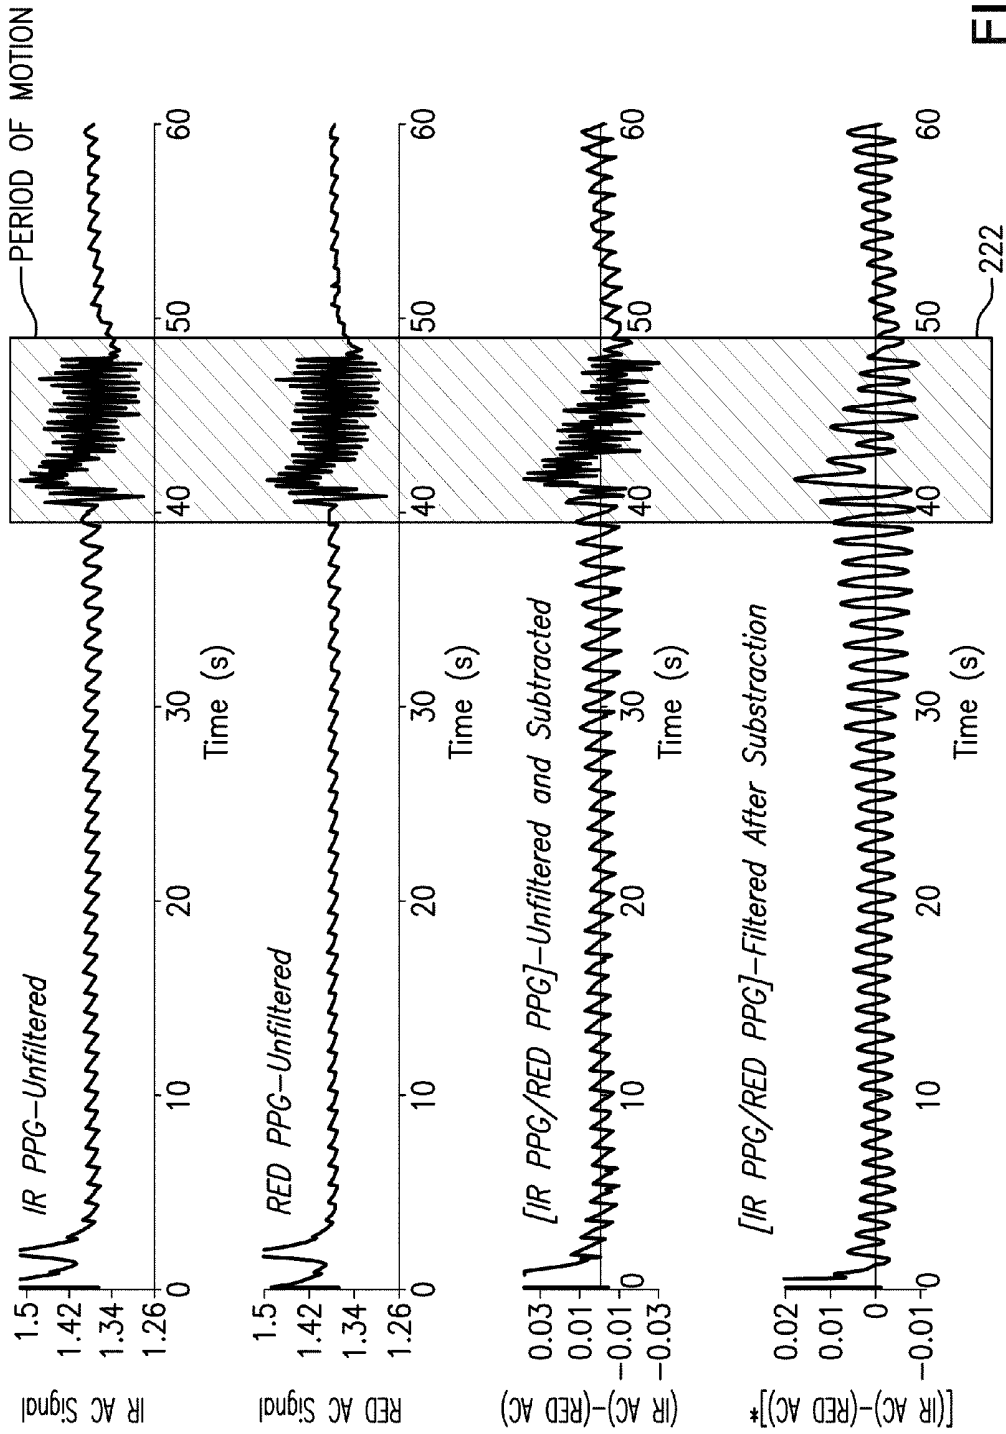 PERIOD OF MOTION
IR PPG-Unfiltered
IR AC Signal
1.5
1.42
1.34
1.26
0 10 20 30 40 50 60
Time (s)
RED PPG-Unfiltered
RED AC Signal
1.5
1.42
1.34
1.26
0 10 20 30 40 50 60
Time (s)
[IR PPG/RED PPG]-Unfiltered and Subtracted
(IR AC)-(RED AC)
0.03
0.01
-0.01
-0.03
0 10 20 30 40 50 60
Time (s)
[IR PPG/RED PPG]-Filtered After Substraction
[(IR AC)-(RED AC)]*
0.02
0.01
0
-0.01
0 10 20 30 40 50 60
Time (s)
222